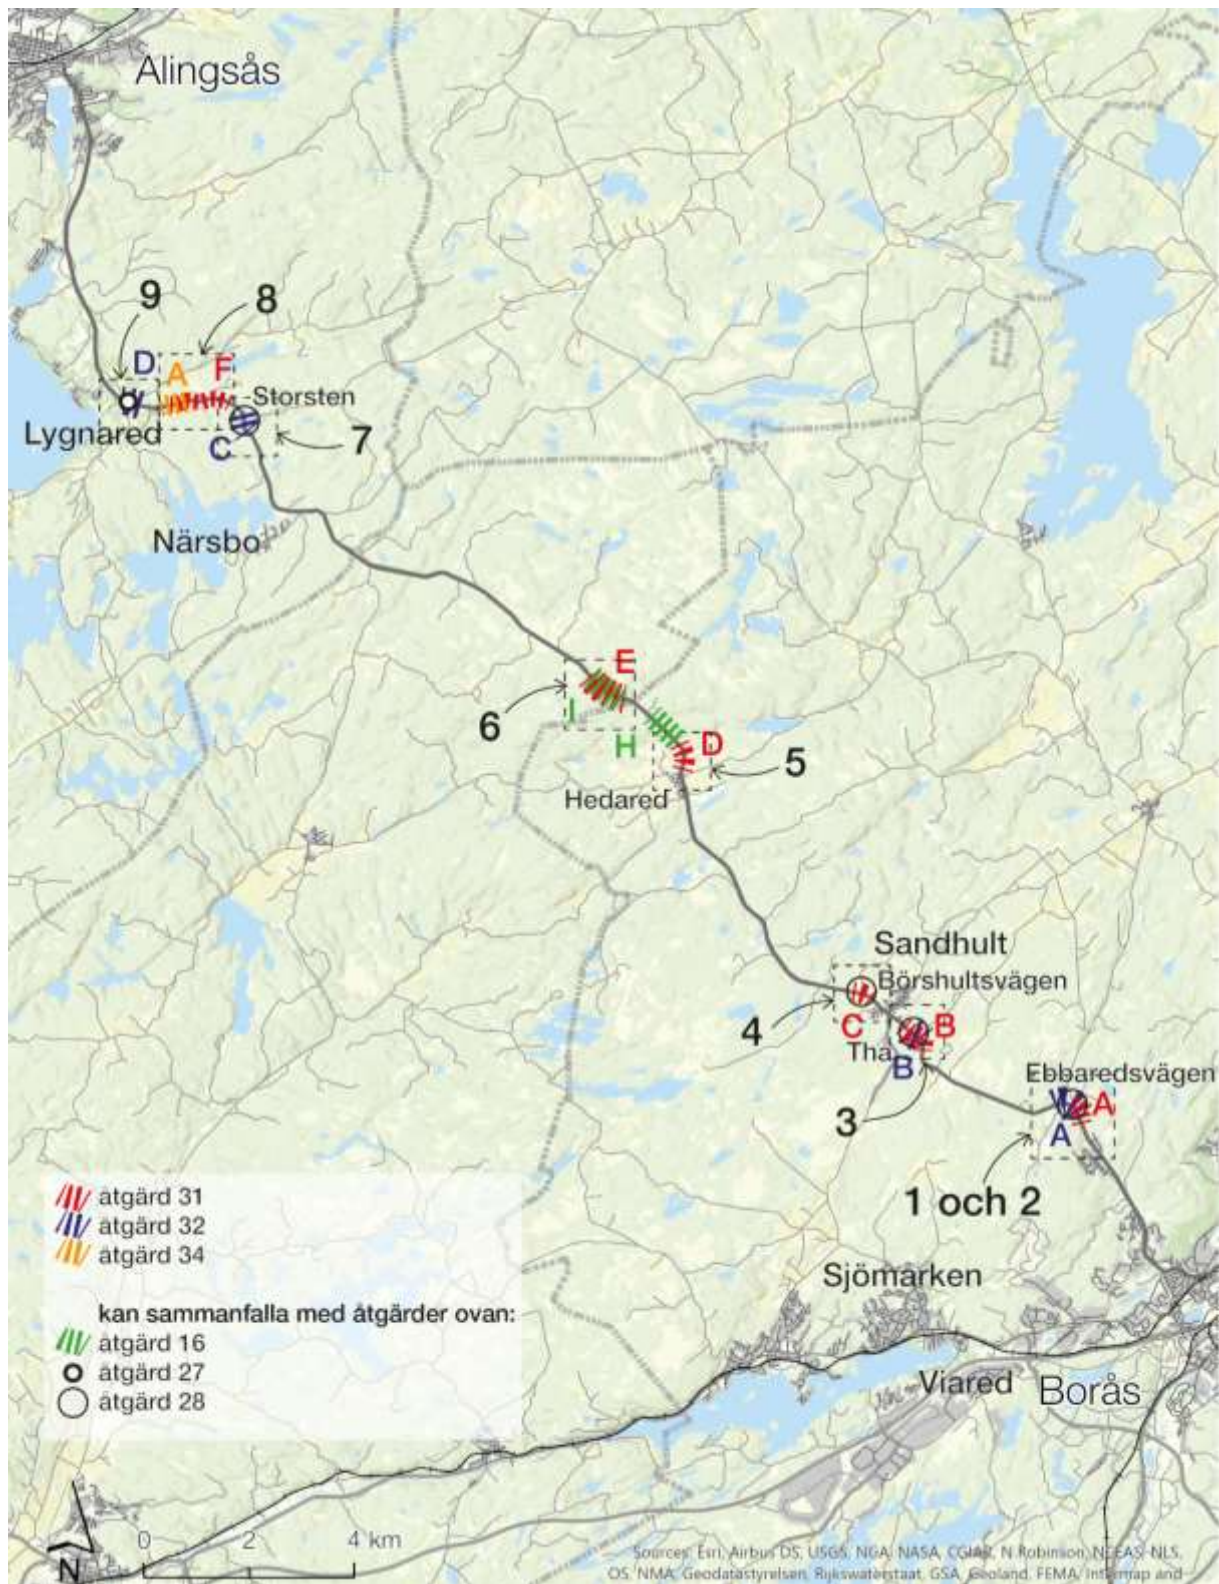 Alingsås
9
8
D
A
F
Storsten
Lygnared
C
7
Närsbo
E
6
I
H
D
5
Hedared
Sandhult
Börshultsvägen
4
C
B
Tha
B
Ebbaredsvägen
3
A
A
1 och 2
åtgärd 31
åtgärd 32
åtgärd 34
kan sammanfalla med åtgärder ovan:
åtgärd 16
åtgärd 27
åtgärd 28
Sjömarken
Viared
Borås
N
0 2 4 km
Sources: Esri, Airbus DS, USGS, NGA, NASA, CGIAR, N Robinson, NCEAS, NLS,
OS, NMA, Geodatastyrelsen, Rijkswaterstaat, GSA, Geoland, FEMA, Intermap and